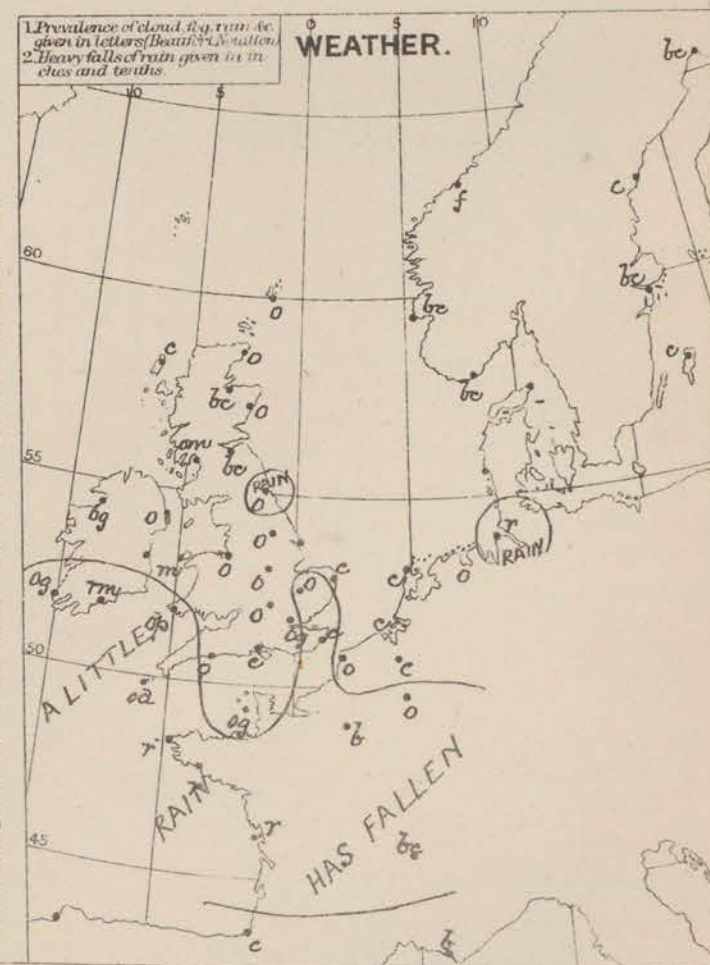 1. Prevalence of cloud, fog, rain &c.
given in letters (Beaufort Notation)
2. Heavy falls of rain given in in
ches and tenths.
WEATHER.
0
5
10
10
5
bc
c
f
60
bc
bc
c
o
bc
c
o
bc
o
55
om
bc
RAIN
o
r
RAIN
o
bg
o
m
o
o
o
o
og
rm
o
c
c
c
c
50
A LITTLE
o
c
o
c
o
og
b
r
RAIN
r
HAS FALLEN
45
c